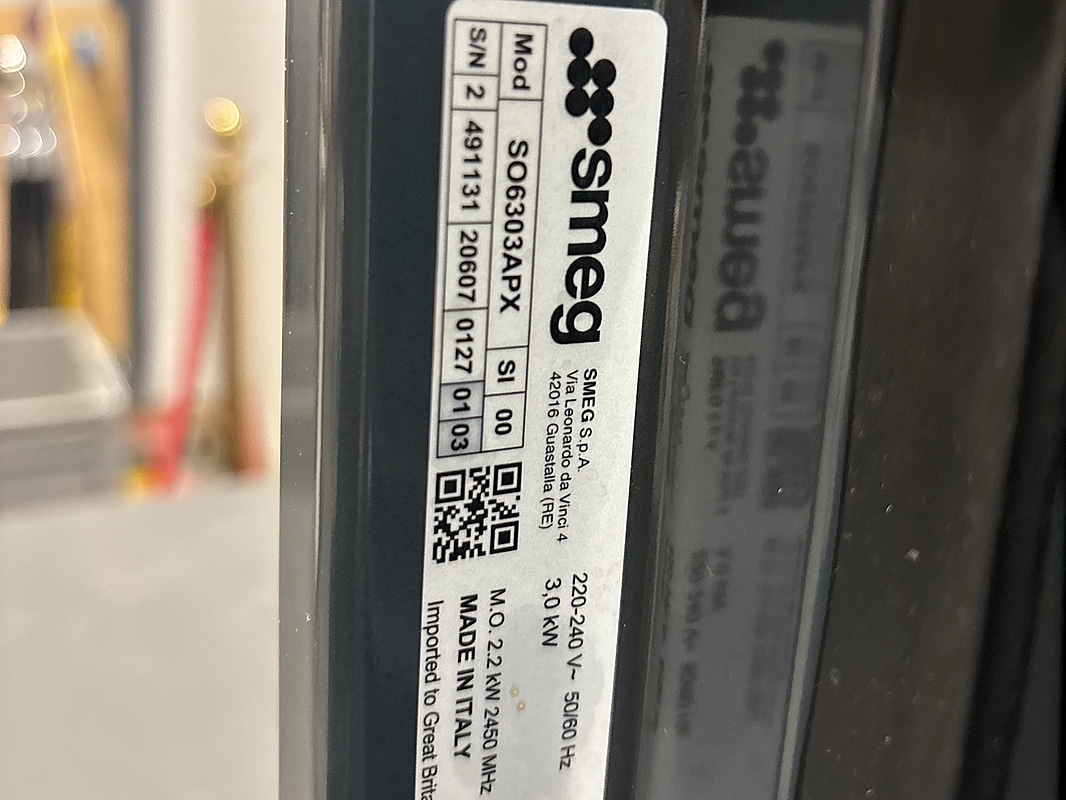 smeg
SMEG S.p.A.
Via Leonardo da Vinci 4
42016 Guastalla (RE)
220-240 V~ 50/60 Hz
3,0 kW
Mod SO6303APX SI 00
S/N 2 491131 20607 0127 01 03
M.O. 2.2 kW 2450 MHz
MADE IN ITALY
Imported to Great